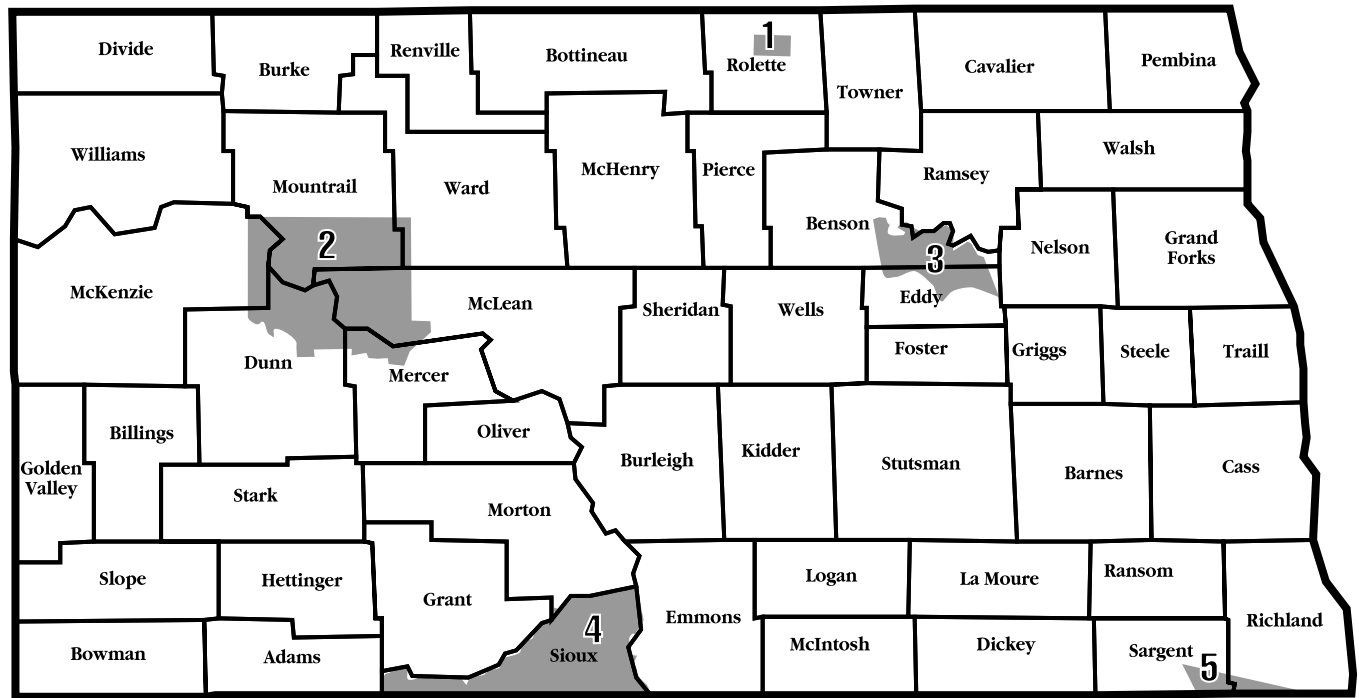 Divide
Burke
Renville
Bottineau
1
Rolette
Towner
Cavalier
Pembina
Williams
Mountrail
Ward
McHenry
Pierce
Benson
Ramsey
Walsh
Nelson
Grand
Forks
McKenzie
2
McLean
Sheridan
Wells
3
Eddy
Foster
Griggs
Steele
Traill
Dunn
Mercer
Oliver
Golden
Valley
Billings
Stark
Morton
Burleigh
Kidder
Stutsman
Barnes
Cass
Slope
Hettinger
Grant
4
Sioux
Emmons
Logan
La Moure
Ransom
Richland
Bowman
Adams
McIntosh
Dickey
Sargent
5